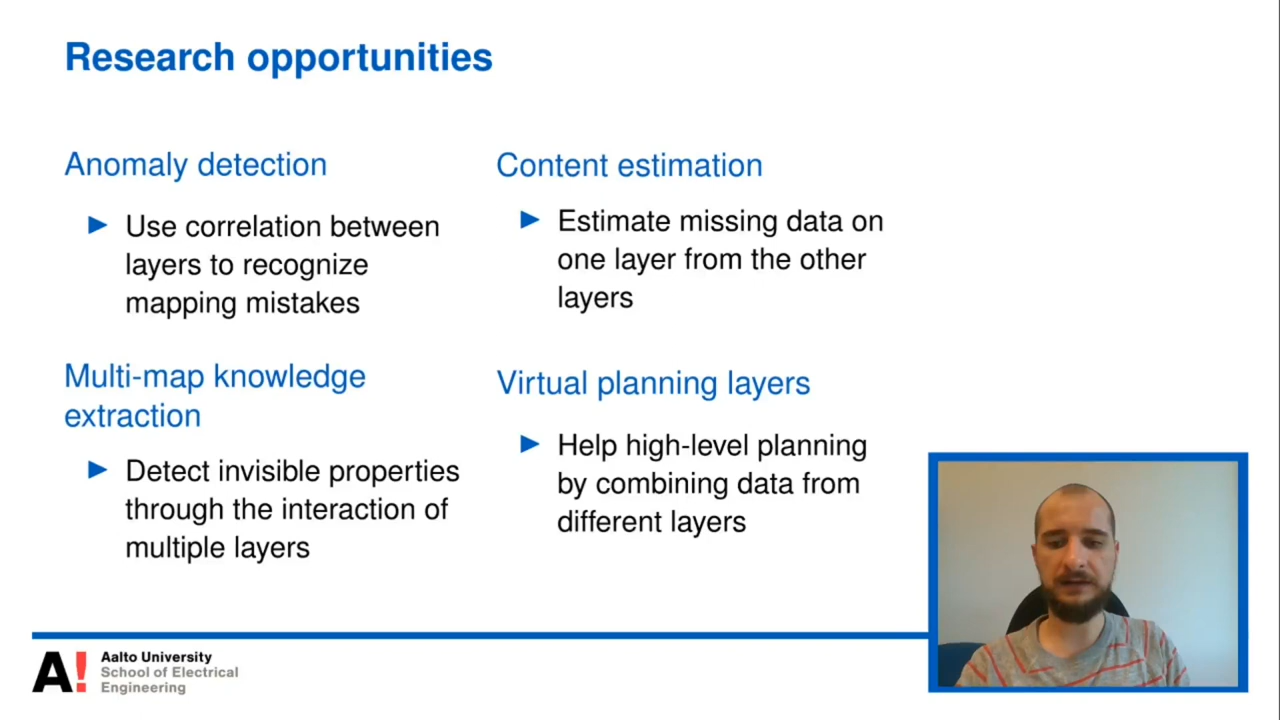 Research opportunities
Anomaly detection
▶ Use correlation between
layers to recognize
mapping mistakes
Multi-map knowledge
extraction
▶ Detect invisible properties
through the interaction of
multiple layers
Content estimation
▶ Estimate missing data on
one layer from the other
layers
Virtual planning layers
▶ Help high-level planning
by combining data from
different layers
A!
Aalto University
School of Electrical
Engineering